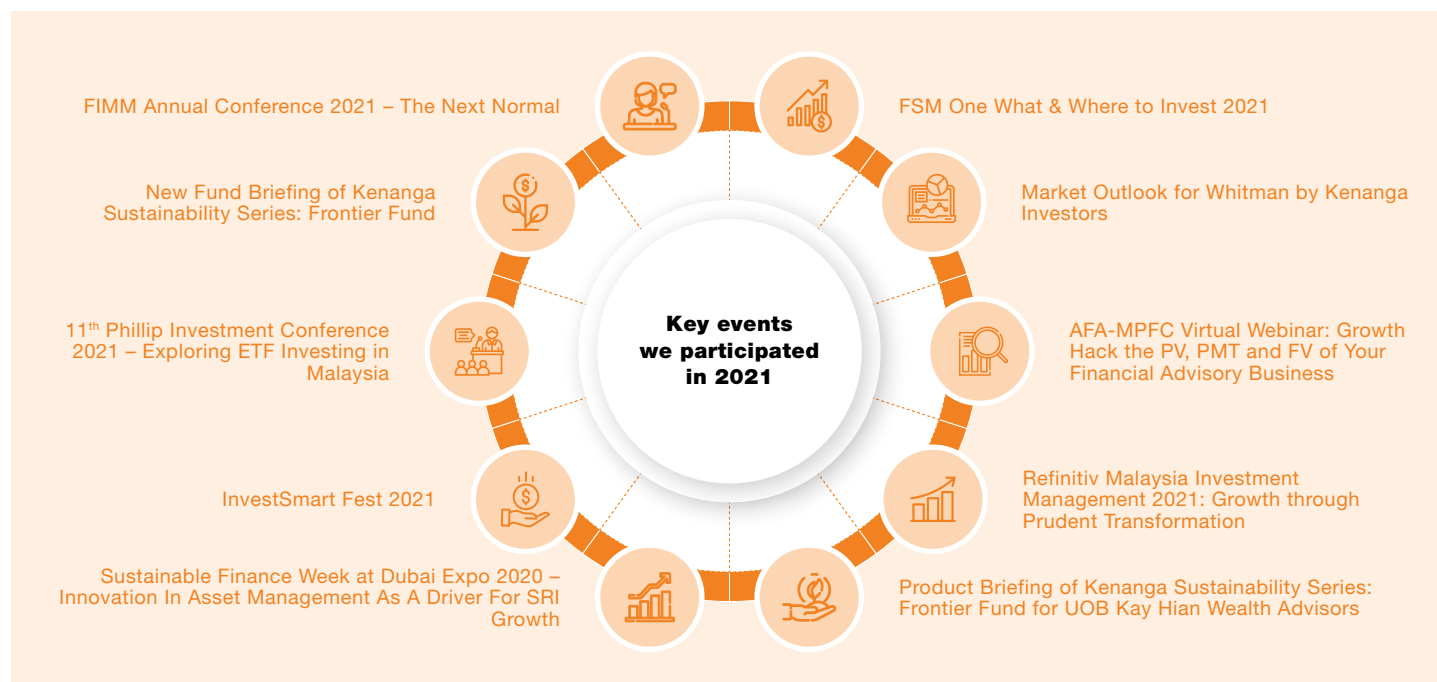 Key events
we participated
in 2021
FSM One What & Where to Invest 2021
Market Outlook for Whitman by Kenanga
Investors
AFA-MPFC Virtual Webinar: Growth
Hack the PV, PMT and FV of Your
Financial Advisory Business
Refinitiv Malaysia Investment
Management 2021: Growth through
Prudent Transformation
Product Briefing of Kenanga Sustainability Series:
Frontier Fund for UOB Kay Hian Wealth Advisors
Sustainable Finance Week at Dubai Expo 2020 –
Innovation In Asset Management As A Driver For SRI
Growth
InvestSmart Fest 2021
11th Phillip Investment Conference
2021 – Exploring ETF Investing in
Malaysia
New Fund Briefing of Kenanga
Sustainability Series: Frontier Fund
FIMM Annual Conference 2021 – The Next Normal